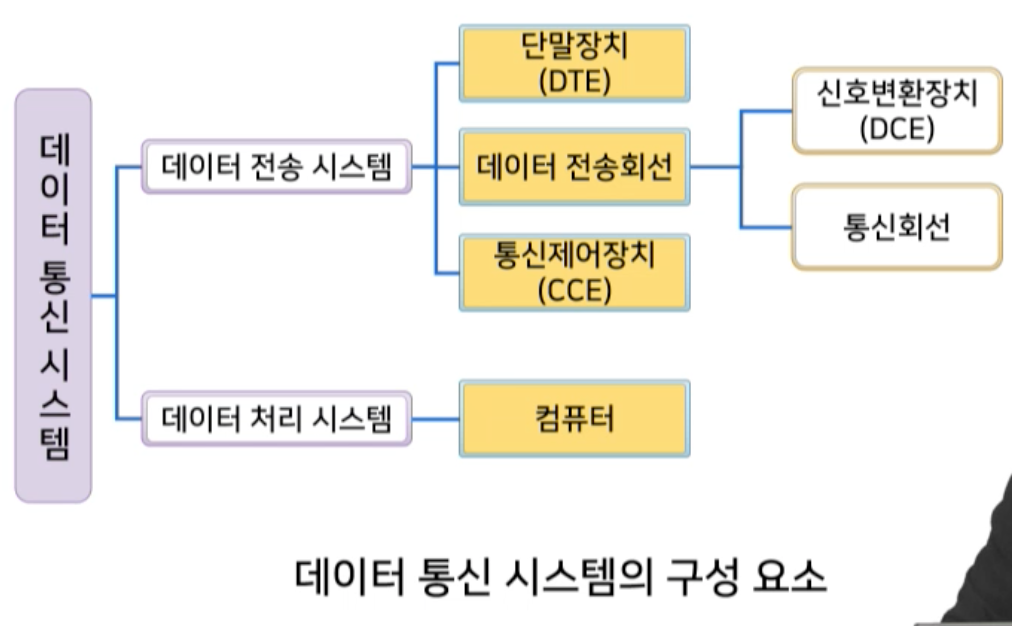 데이터 통신 시스템
데이터 전송 시스템
단말장치
(DTE)
데이터 전송회선
신호변환장치
(DCE)
통신회선
통신제어장치
(CCE)
데이터 처리 시스템
컴퓨터
데이터 통신 시스템의 구성 요소